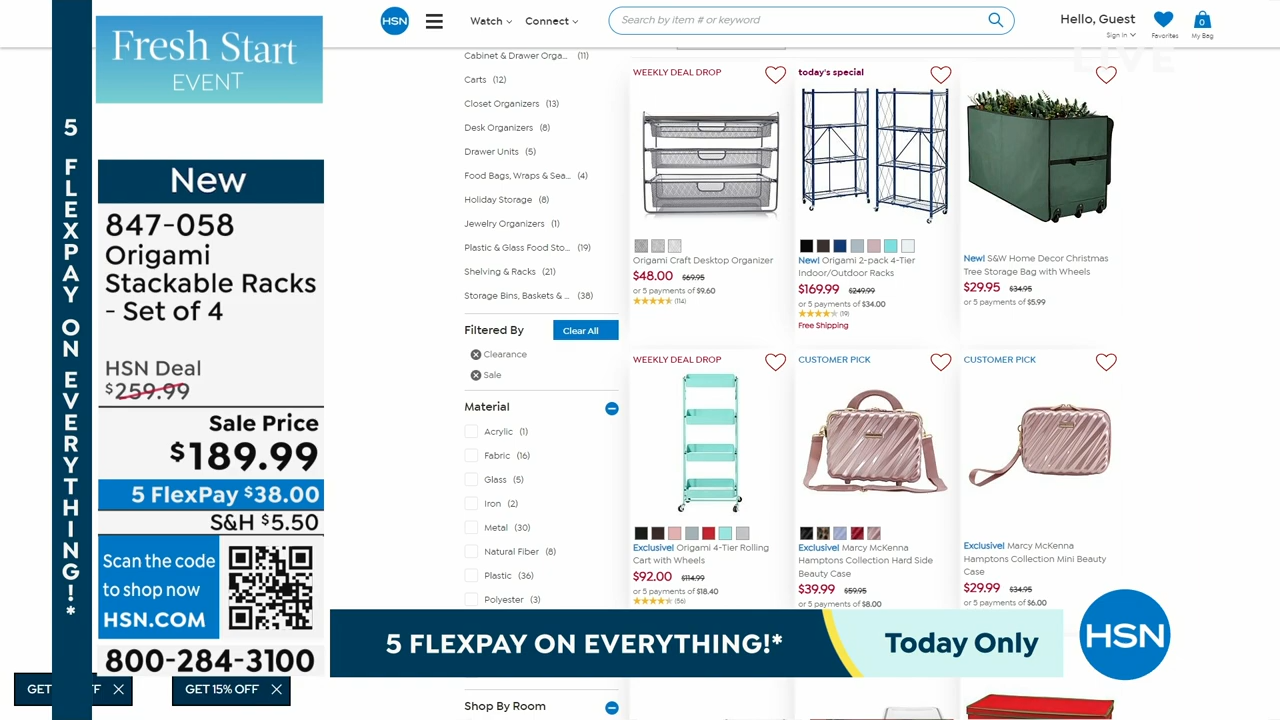 Fresh Start
EVENT
5 FLEXPAY ON EVERYTHING!*
New
847-058
Origami
Stackable Racks
- Set of 4
HSN Deal
$259.99
Sale Price
$189.99
5 FlexPay $38.00
S&H $5.50
Scan the code
to shop now
HSN.COM
800-284-3100
GET
FF
GET 15% OFF
HSN
Watch
Connect
Search by item # or keyword
Hello, Guest
Sign In
Favorites
0
My Bag
LIVE
Cabinet & Drawer Orga... (11)
Carts (12)
Closet Organizers (13)
Desk Organizers (8)
Drawer Units (5)
Food Bags, Wraps & Sea... (4)
Holiday Storage (8)
Jewelry Organizers (1)
Plastic & Glass Food Sto... (19)
Shelving & Racks (21)
Storage Bins, Baskets & ... (38)
Filtered By
Clear All
Clearance
Sale
Material
Acrylic (1)
Fabric (16)
Glass (5)
Iron (2)
Metal (30)
Natural Fiber (8)
Plastic (36)
Polyester (3)
Shop By Room
WEEKLY DEAL DROP
Origami Craft Desktop Organizer
$48.00 $69.95
or 5 payments of $9.60
(114)
today's special
New! Origami 2-pack 4-Tier
Indoor/Outdoor Racks
$169.99 $249.99
or 5 payments of $34.00
(19)
Free Shipping
New! S&W Home Decor Christmas
Tree Storage Bag with Wheels
$29.95 $34.95
or 5 payments of $5.99
WEEKLY DEAL DROP
Exclusive! Origami 4-Tier Rolling
Cart with Wheels
$92.00 $114.99
or 5 payments of $18.40
(56)
CUSTOMER PICK
Exclusive! Marcy McKenna
Hamptons Collection Hard Side
Beauty Case
$39.99 $59.95
or 5 payments of $8.00
CUSTOMER PICK
Exclusive! Marcy McKenna
Hamptons Collection Mini Beauty
Case
$29.99 $34.95
or 5 payments of $6.00
5 FLEXPAY ON EVERYTHING!*
Today Only
HSN